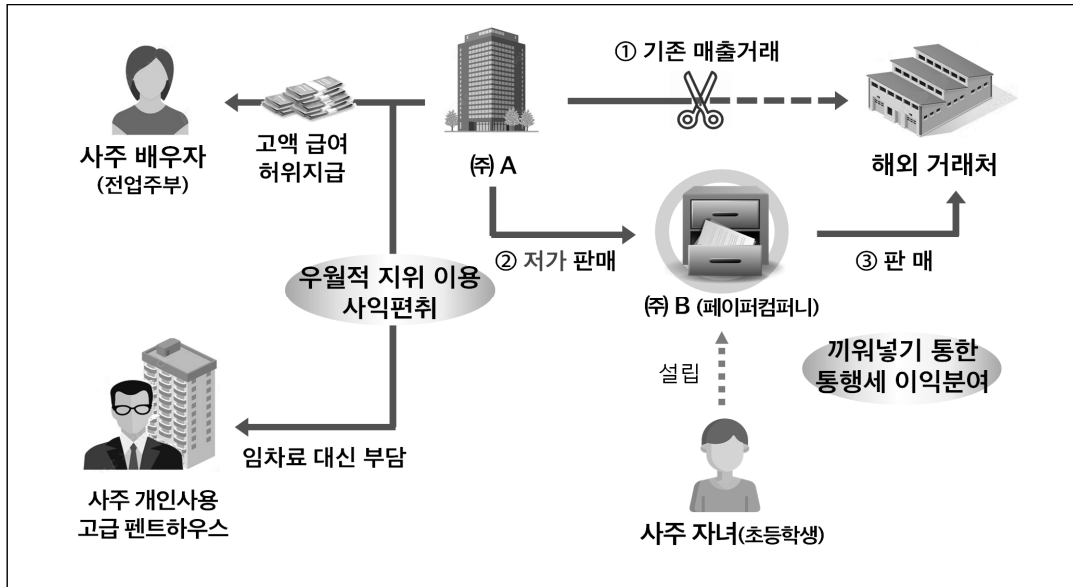 ① 기존 매출거래
고액 급여
허위지급
사주 배우자
(전업주부)
㈜ A
해외 거래처
② 저가 판매
③ 판 매
우월적 지위 이용
사익편취
㈜ B (페이퍼컴퍼니)
끼워넣기 통한
통행세 이익분여
설립
임차료 대신 부담
사주 개인사용
고급 펜트하우스
사주 자녀(초등학생)